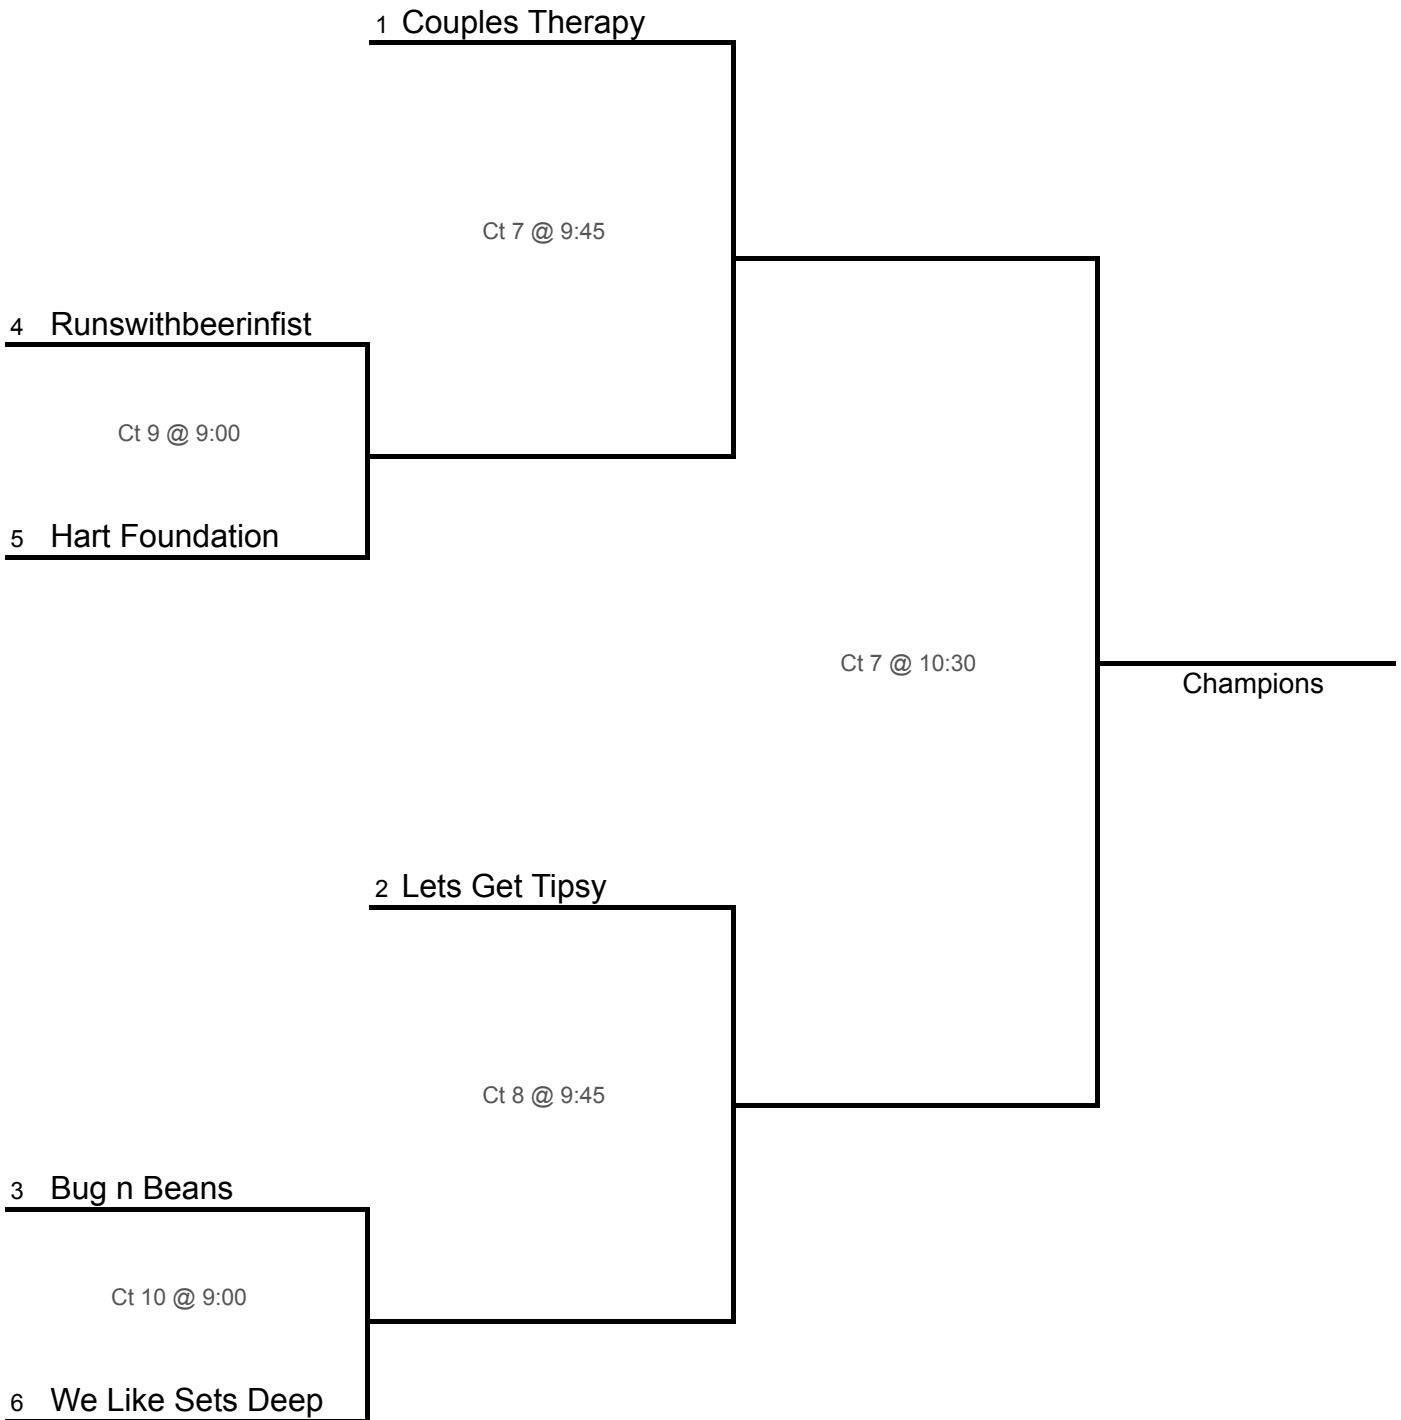 1 Couples Therapy
Ct 7 @ 9:45
4 Runswithbeerinfist
Ct 9 @ 9:00
5 Hart Foundation
Ct 7 @ 10:30
Champions
2 Lets Get Tipsy
Ct 8 @ 9:45
3 Bug n Beans
Ct 10 @ 9:00
6 We Like Sets Deep